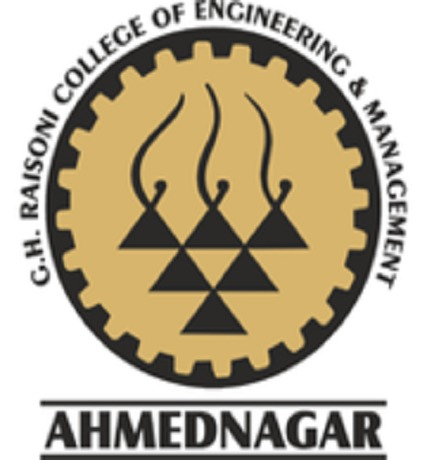 G.H. RAISONI COLLEGE OF ENGINEERING & MANAGEMENT
AHMEDNAGAR